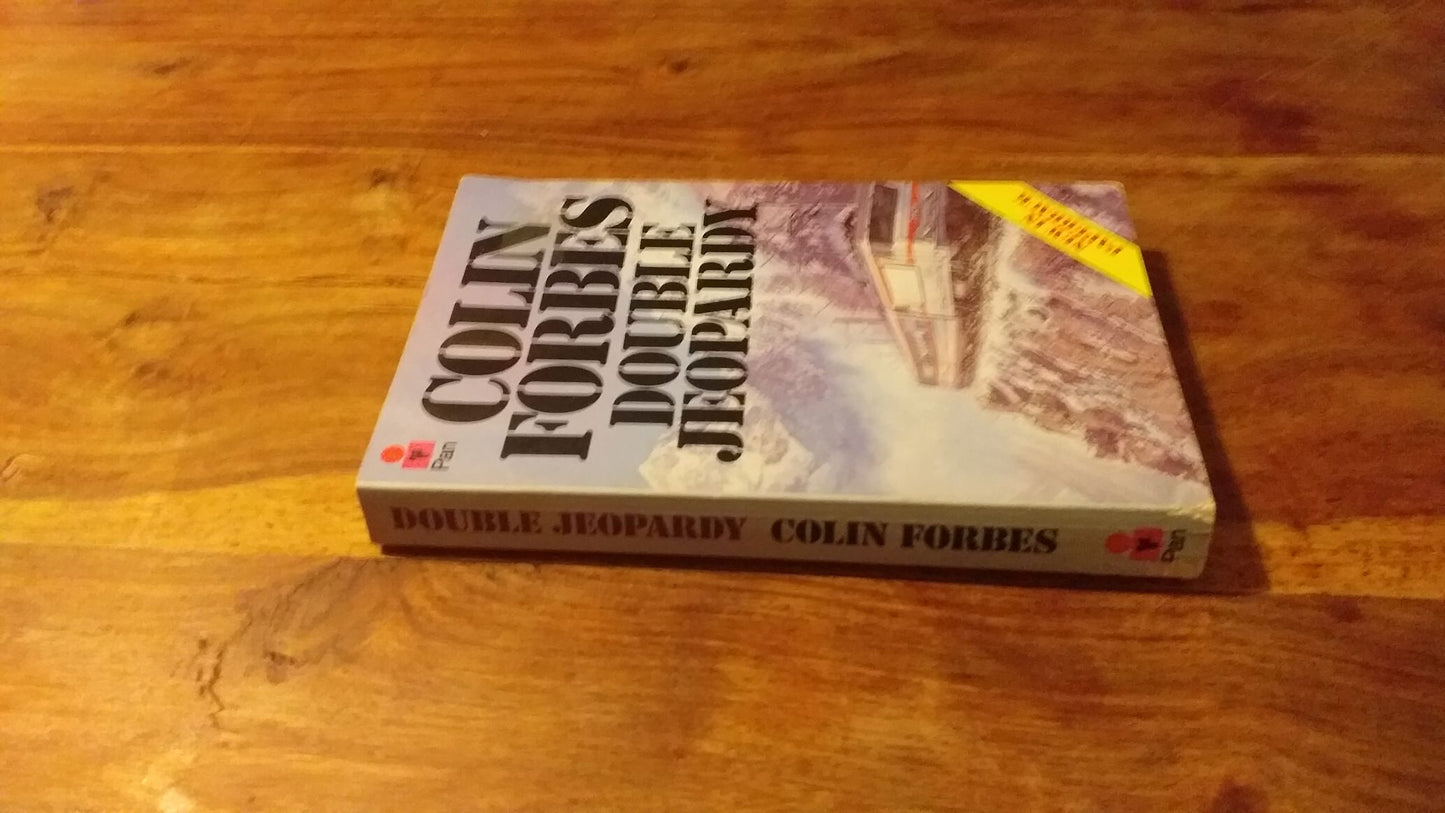 COLIN
FORBES
DOUBLE
JEOPARDY
Pan
DOUBLE JEOPARDY COLIN FORBES
Pan